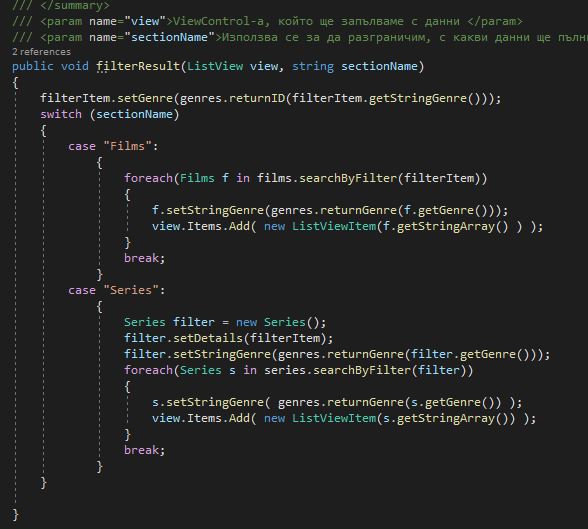 /// </summary>
/// <param name="view">ViewControl-а, който ще запълваме с данни </param>
/// <param name="sectionName">Използва се за да разграничим, с какви данни ще пълни
2 references
public void filterResult(ListView view, string sectionName)
{
filterItem.setGenre(genres.returnID(filterItem.getStringGenre()));
switch (sectionName)
{
case "Films":
{
foreach(Films f in films.searchByFilter(filterItem))
{
f.setStringGenre(genres.returnGenre(f.getGenre()));
view.Items.Add( new ListViewItem(f.getStringArray() ) );
}
break;
}
case "Series":
{
Series filter = new Series();
filter.setDetails(filterItem);
filter.setStringGenre(genres.returnGenre(filter.getGenre()));
foreach(Series s in series.searchByFilter(filter))
{
s.setStringGenre( genres.returnGenre(s.getGenre()) );
view.Items.Add( new ListViewItem(s.getStringArray()) );
}
break;
}
}
}